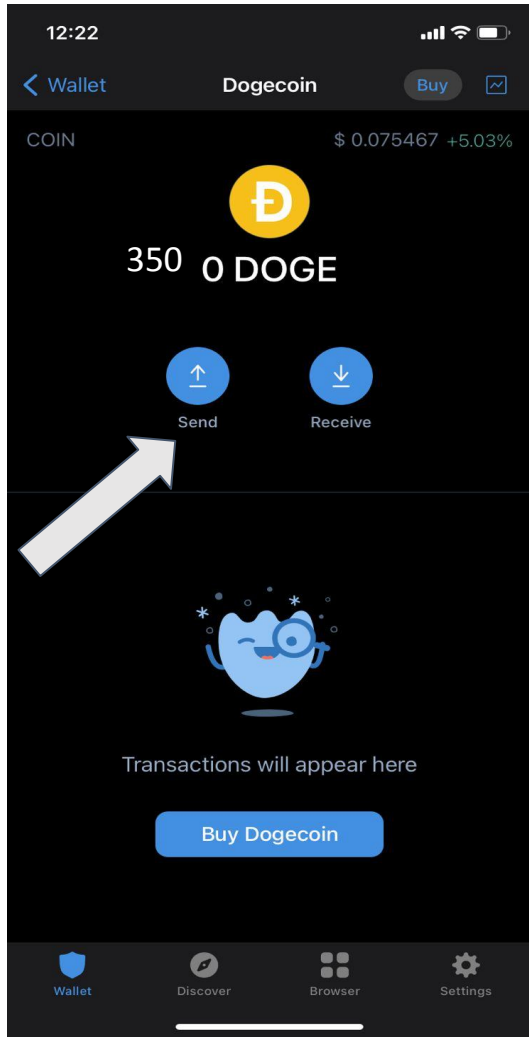 12:22
Wallet Dogecoin Buy
COIN $ 0.075467 +5.03%
Ð
350 0 DOGE
Send Receive
Transactions will appear here
Buy Dogecoin
Wallet Discover Browser Settings